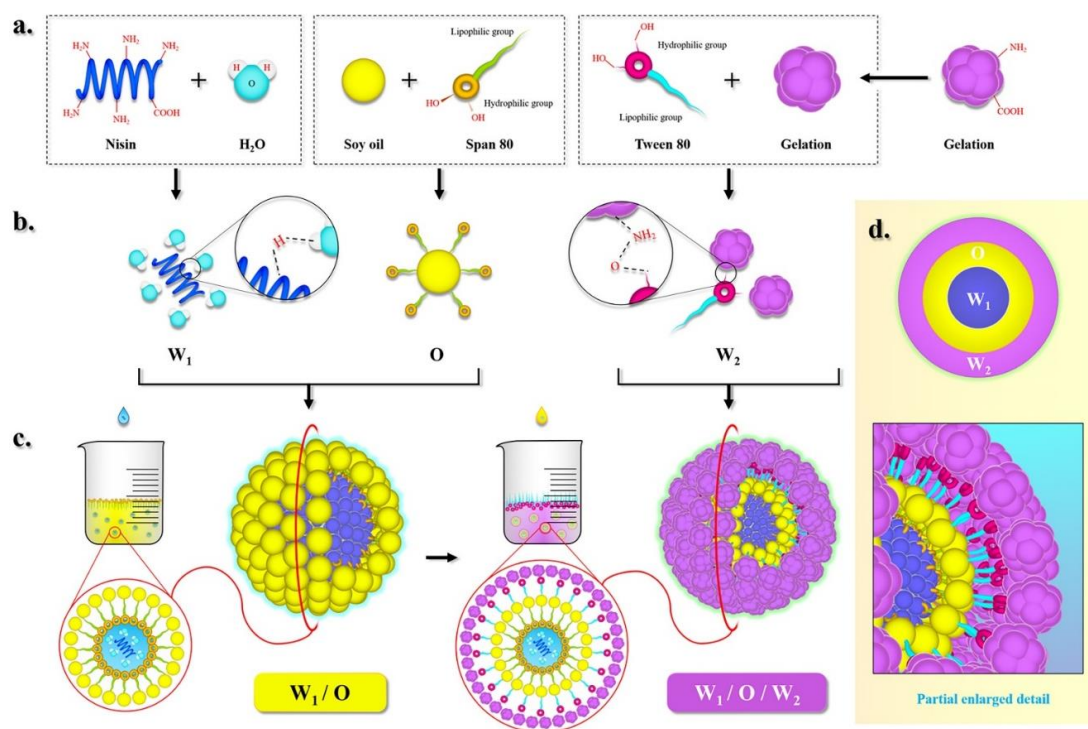 a.
H₂N
NH₂
NH₂
H₂N
NH₂
COOH
+
H
H
O
Nisin
H₂O
Lipophilic group
+
HO
OH
Hydrophilic group
Soy oil
Span 80
HO
HO
Hydrophilic group
Lipophilic group
+
Tween 80
Gelation
NH₂
COOH
Gelation
b.
H
W₁
O
NH₂
O
W₂
c.
W₁ / O
W₁ / O / W₂
d.
O
W₁
W₂
Partial enlarged detail